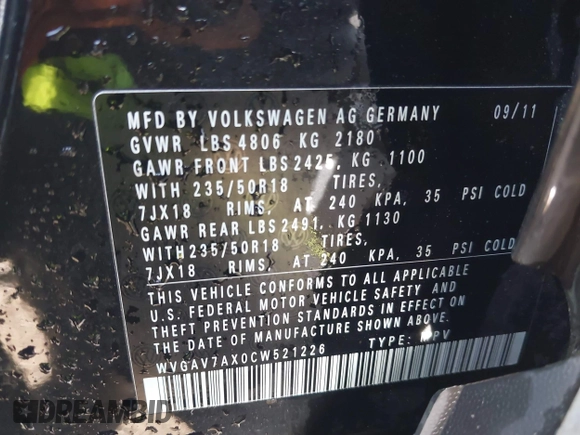 MFD BY VOLKSWAGEN AG GERMANY 09/11
GVWR LBS 4806 KG 2180
GAWR FRONT LBS 2425, KG 1100
WITH 235/50R18 TIRES,
7JX18 RIMS, AT 240 KPA, 35 PSI COLD
GAWR REAR LBS 2491, KG 1130
WITH 235/50R18 TIRES,
7JX18 RIMS, AT 240 KPA, 35 PSI COLD
THIS VEHICLE CONFORMS TO ALL APPLICABLE
U.S. FEDERAL MOTOR VEHICLE SAFETY AND
THEFT PREVENTION STANDARDS IN EFFECT ON
THE DATE OF MANUFACTURE SHOWN ABOVE.
WVGAV7AX0CW521226 TYPE: MPV
DREAMBID